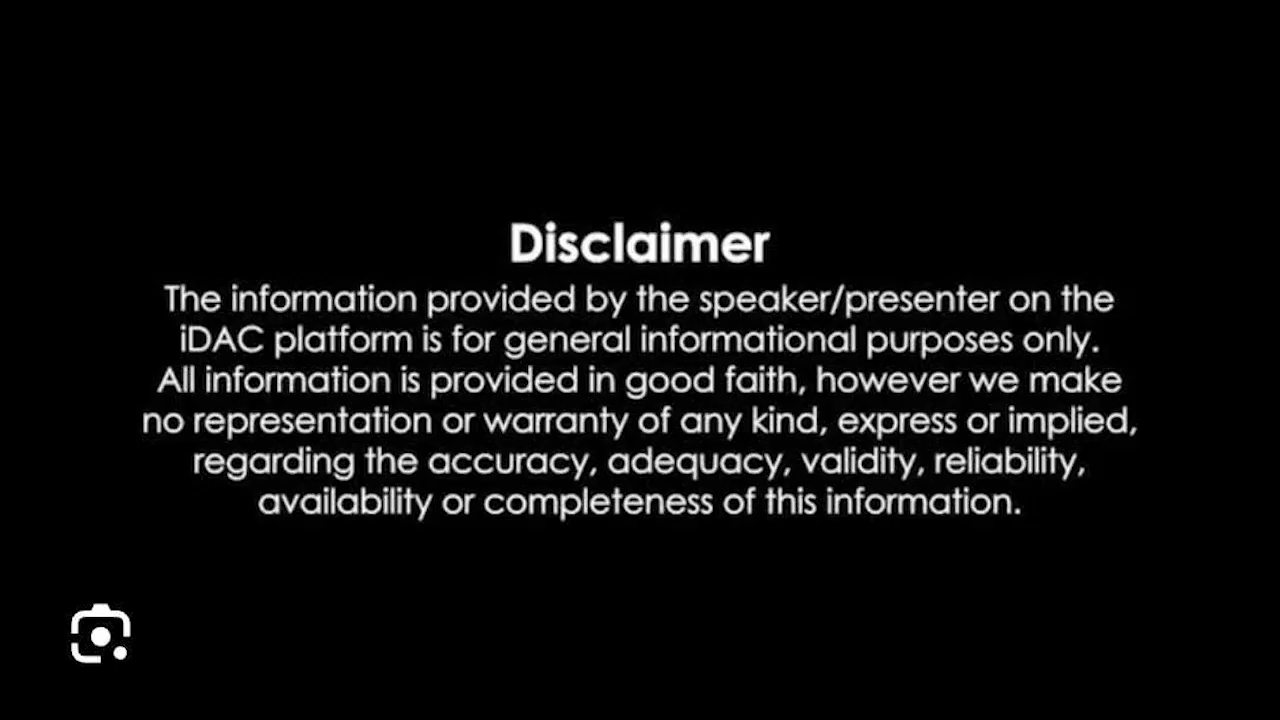 Disclaimer
The information provided by the speaker/presenter on the
iDAC platform is for general informational purposes only.
All information is provided in good faith, however we make
no representation or warranty of any kind, express or implied,
regarding the accuracy, adequacy, validity, reliability,
availability or completeness of this information.